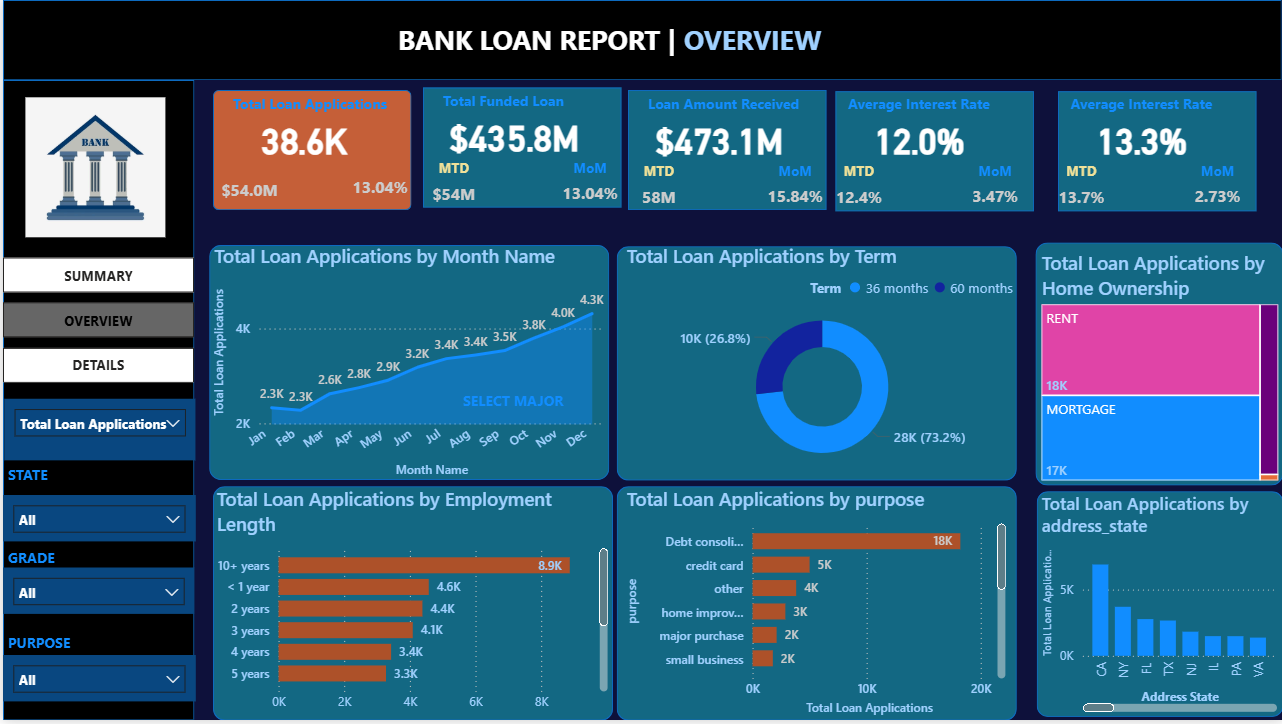 BANK LOAN REPORT | OVERVIEW
BANK
SUMMARY
OVERVIEW
DETAILS
Total Loan Applications
STATE
All
GRADE
All
PURPOSE
All
Total Loan Applications
38.6K
$54.0M
13.04%
Total Funded Loan
$435.8M
MTD
MoM
$54M
13.04%
Loan Amount Received
$473.1M
MTD
MoM
58M
15.84%
Average Interest Rate
12.0%
MTD
MoM
12.4%
3.47%
Average Interest Rate
13.3%
MTD
MoM
13.7%
2.73%
Total Loan Applications by Month Name
Total Loan Applications
4K
2K
2.3K
2.3K
2.6K
2.8K
2.9K
3.2K
3.4K
3.4K
3.5K
3.8K
4.0K
4.3K
SELECT MAJOR
Jan
Feb
Mar
Apr
May
Jun
Jul
Aug
Sep
Oct
Nov
Dec
Month Name
Total Loan Applications by Term
Term
36 months
60 months
10K (26.8%)
28K (73.2%)
Total Loan Applications by
Home Ownership
RENT
18K
MORTGAGE
17K
Total Loan Applications by Employment
Length
10+ years
8.9K
< 1 year
4.6K
2 years
4.4K
3 years
4.1K
4 years
3.4K
5 years
3.3K
0K
2K
4K
6K
8K
Total Loan Applications by purpose
purpose
Debt consoli...
18K
credit card
5K
other
4K
home improv...
3K
major purchase
2K
small business
2K
0K
10K
20K
Total Loan Applications
Total Loan Applications by
address_state
Total Loan Applicatio...
5K
0K
CA
NY
FL
TX
NJ
IL
PA
VA
Address State